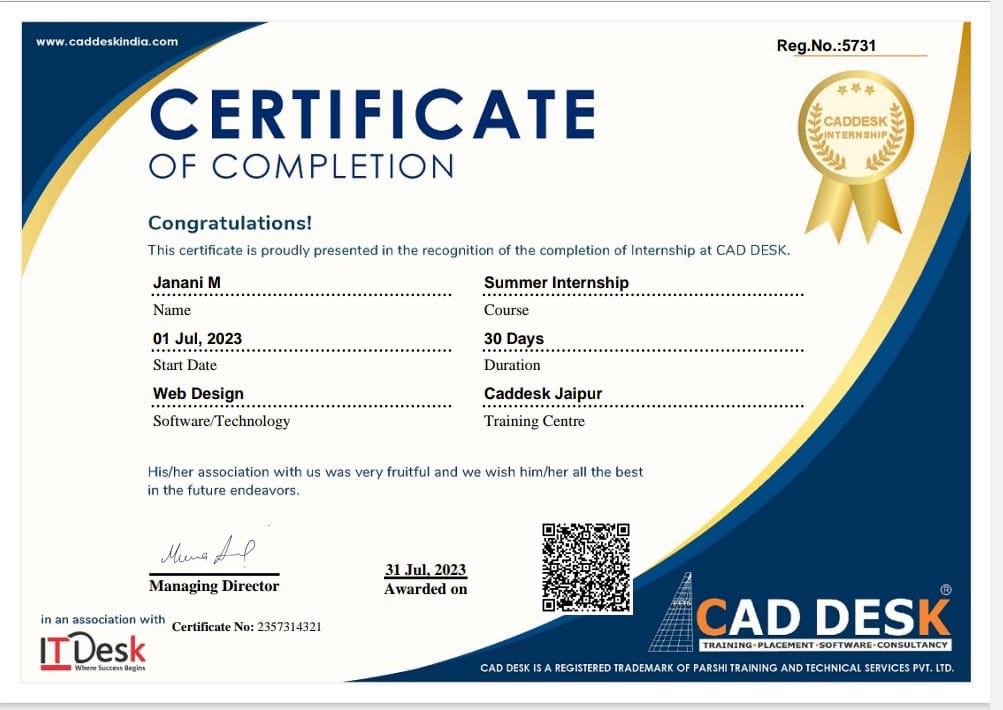 www.caddeskindia.com
Reg.No.:5731
CERTIFICATE
OF COMPLETION
CADDESK
INTERNSHIP
Congratulations!
This certificate is proudly presented in the recognition of the completion of Internship at CAD DESK.
Janani M
Name
Summer Internship
Course
01 Jul, 2023
Start Date
30 Days
Duration
Web Design
Software/Technology
Caddesk Jaipur
Training Centre
His/her association with us was very fruitful and we wish him/her all the best
in the future endeavors.
Managing Director
31 Jul, 2023
Awarded on
in an association with
Certificate No: 2357314321
ITDesk
Where Success Begins
CAD DESK®
TRAINING•PLACEMENT•SOFTWARE•CONSULTANCY
CAD DESK IS A REGISTERED TRADEMARK OF PARSHI TRAINING AND TECHNICAL SERVICES PVT. LTD.